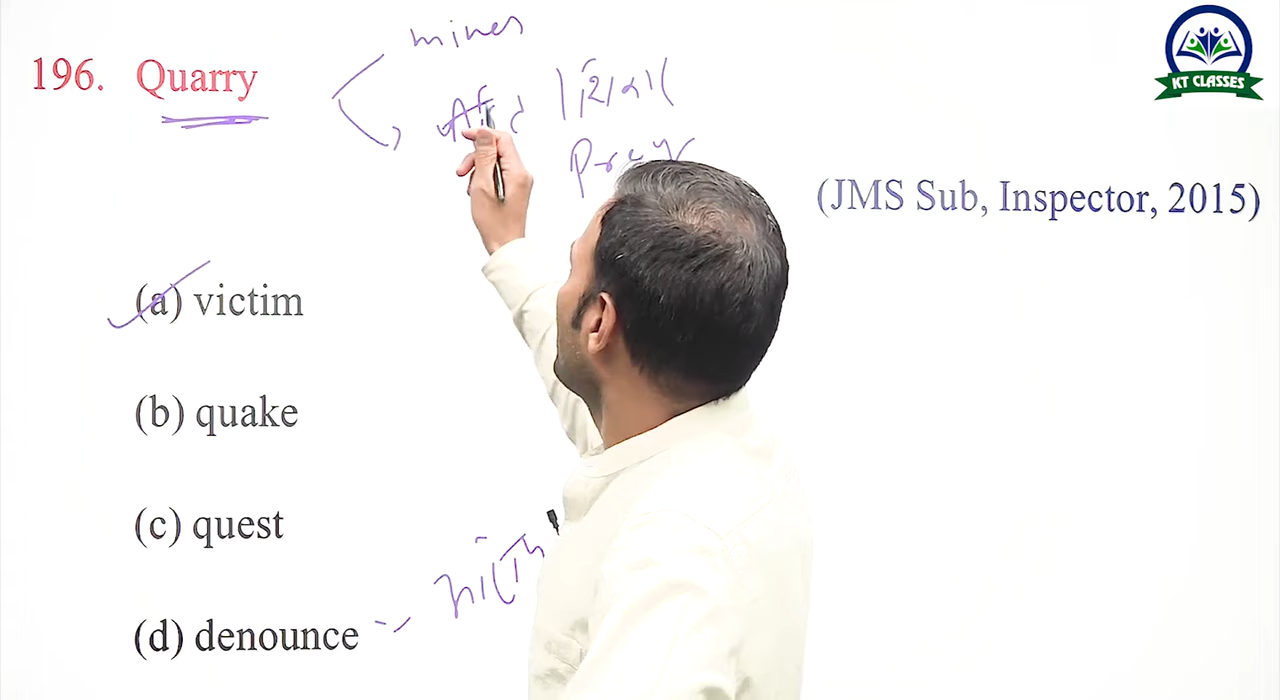 mines
196. Quarry
KT CLASSES
Prey
(JMS Sub, Inspector, 2015)
(a) victim
(b) quake
(c) quest
(d) denounce